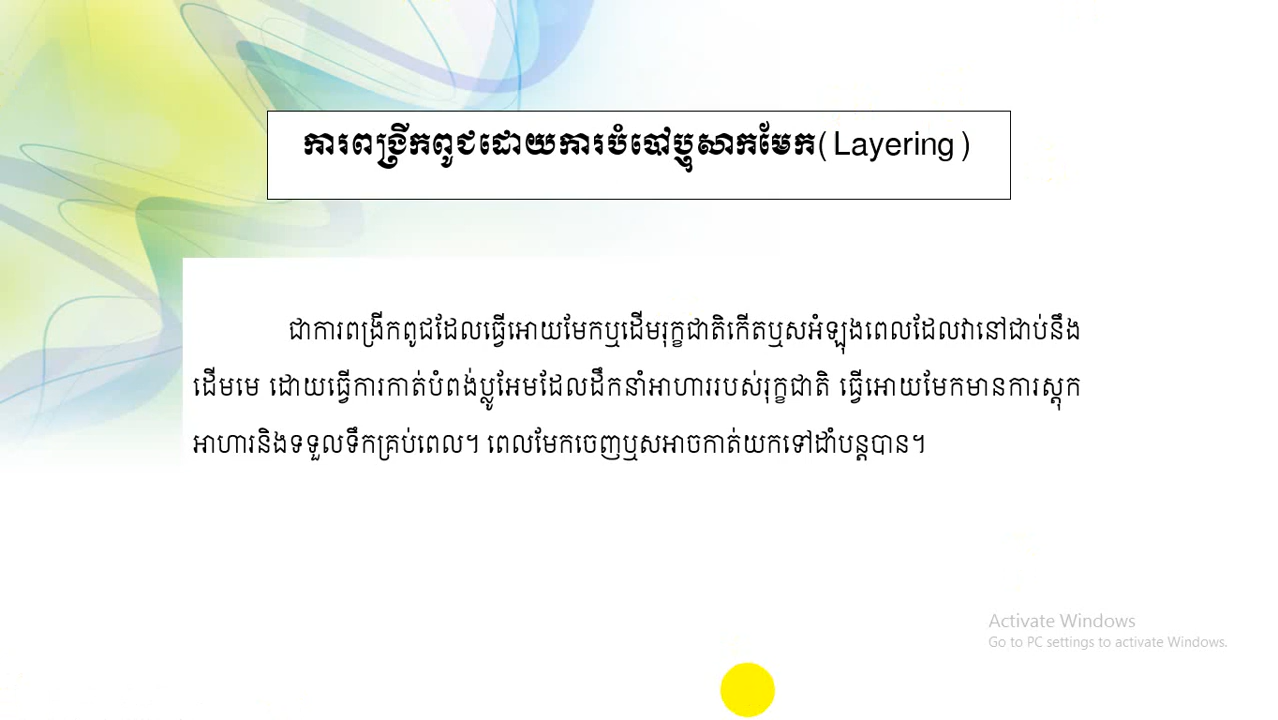 ការពង្រីកពូជដោយការបំបៅឬផ្សាកមែក( Layering )
ជាការពង្រីកពូជដែលធ្វើអោយមែកឬដើមរុក្ខជាតិកើតឬសអំឡុងពេលដែលវានៅជាប់នឹង
ដើមមេ ដោយធ្វើការកាត់បំពង់ប្លូអែមដែលដឹកនាំអាហាររបស់រុក្ខជាតិ ធ្វើអោយមែកមានការស្តុក
អាហារនិងទទួលទឹកគ្រប់ពេល។ ពេលមែកចេញឬសអាចកាត់យកទៅដាំបន្តបាន។
Activate Windows
Go to PC settings to activate Windows.